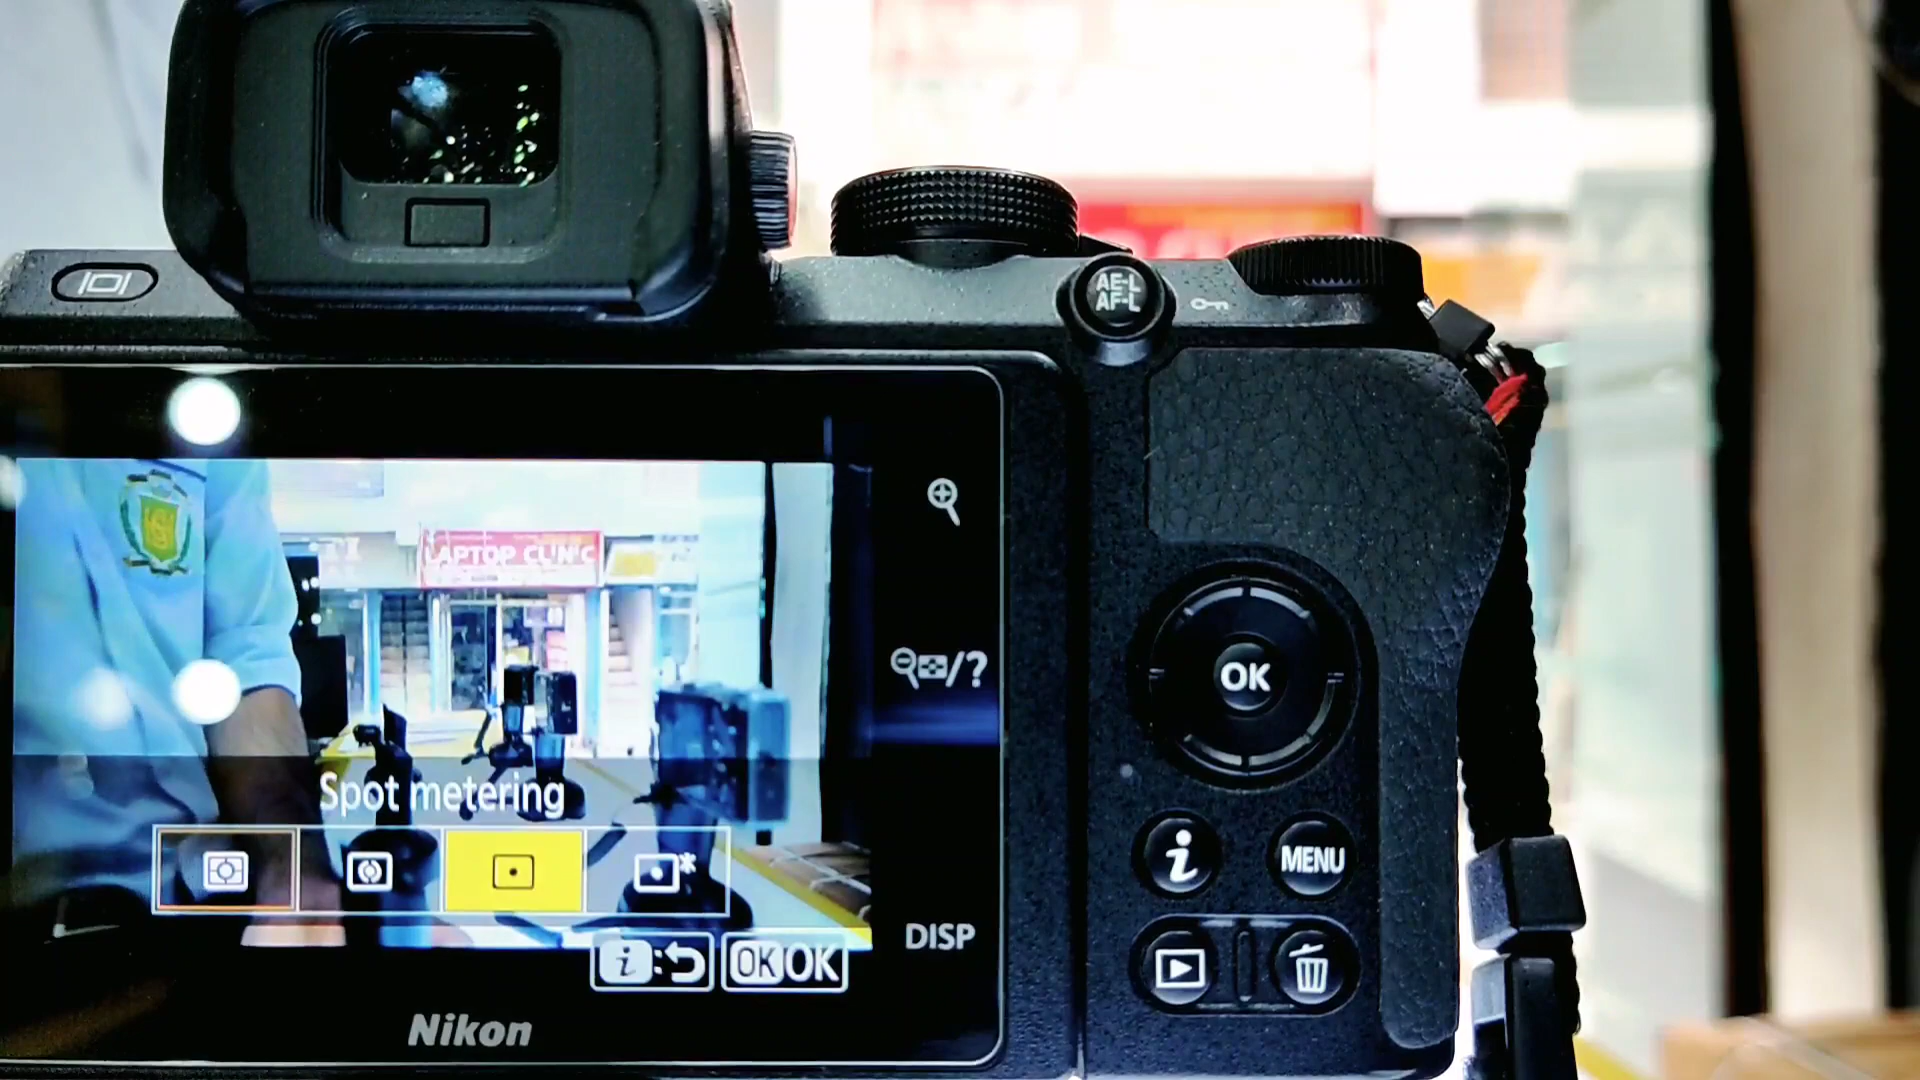 AE-L
AF-L
LAPTOP CLINIC
OK
Spot metering
/?
i
MENU
i OK OK
DISP
Nikon